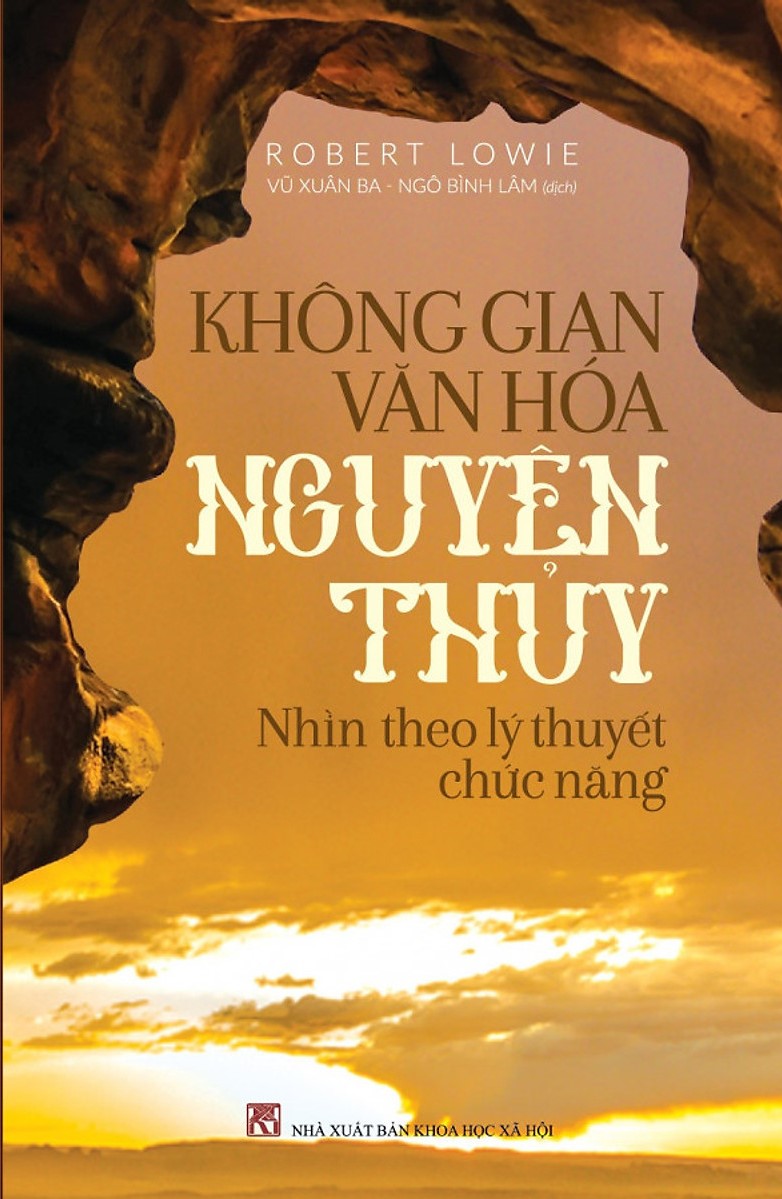 ROBERT LOWIE
VŨ XUÂN BA - NGÔ BÌNH LÂM (dịch)
KHÔNG GIAN
VĂN HÓA
NGUYÊN
THỦY
Nhìn theo lý thuyết
chức năng
NHÀ XUẤT BẢN KHOA HỌC XÃ HỘI